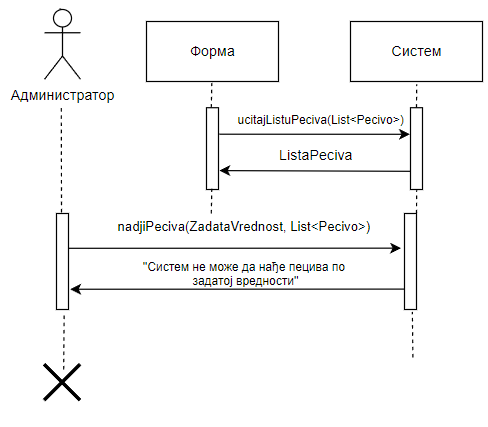 Форма
Систем
Администратор
ucitajListuPeciva(List<Pecivo>)
ListaPeciva
nadjiPeciva(ZadataVrednost, List<Pecivo>)
"Систем не може да нађе пецива по
задатој вредности"